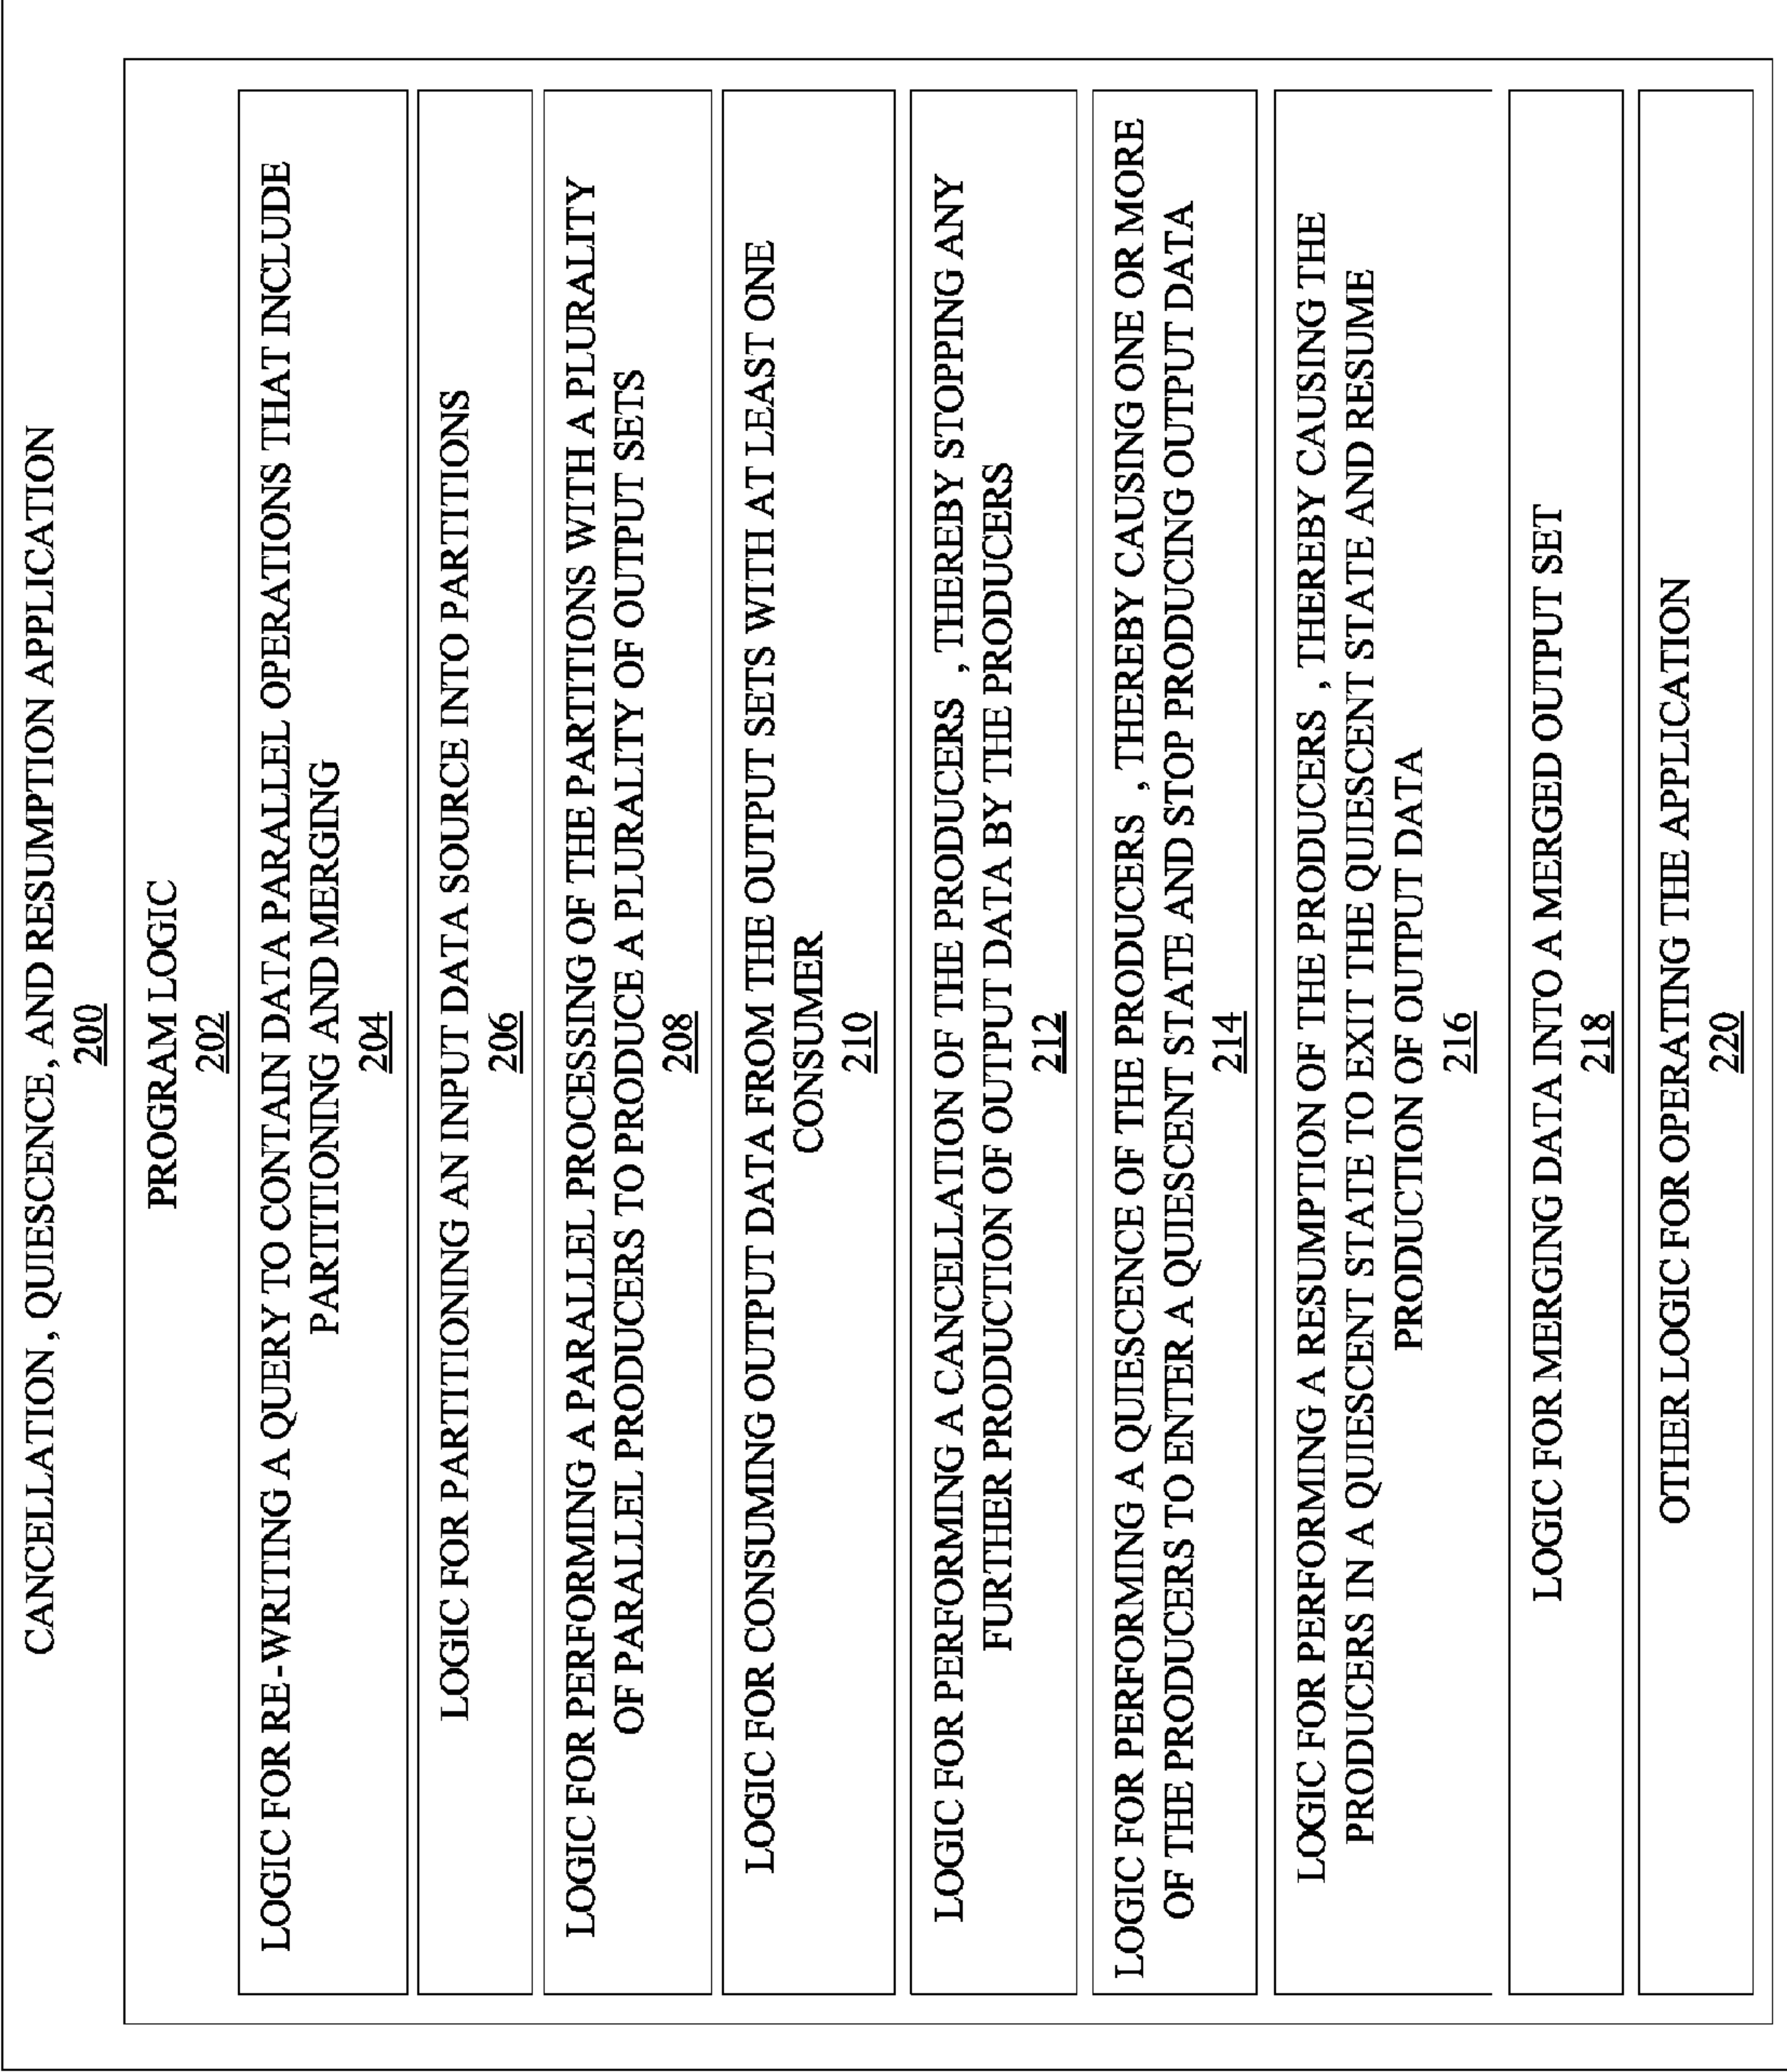 CANCELLATION, QUIESCENCE, AND RESUMPTION APPLICATION
200
PROGRAM LOGIC
202
LOGIC FOR RE-WRITING A QUERY TO CONTAIN DATA PARALLEL OPERATIONS THAT INCLUDE
PARTITIONING AND MERGING
204
LOGIC FOR PARTITIONING AN INPUT DATA SOURCE INTO PARTITIONS
206
LOGIC FOR PERFORMING A PARALLEL PROCESSING OF THE PARTITIONS WITH A PLURALITY
OF PARALLEL PRODUCERS TO PRODUCE A PLURALITY OF OUTPUT SETS
208
LOGIC FOR CONSUMING OUTPUT DATA FROM THE OUTPUT SETS WITH AT LEAST ONE
CONSUMER
210
LOGIC FOR PERFORMING A CANCELLATION OF THE PRODUCERS , THEREBY STOPPING ANY
FURTHER PRODUCTION OF OUTPUT DATA BY THE PRODUCERS
212
LOGIC FOR PERFORMING A QUIESCENCE OF THE PRODUCERS , THEREBY CAUSING ONE OR MORE
OF THE PRODUCERS TO ENTER A QUIESCENT STATE AND STOP PRODUCING OUTPUT DATA
214
LOGIC FOR PERFORMING A RESUMPTION OF THE PRODUCERS , THEREBY CAUSING THE
PRODUCERS IN A QUIESCENT STATE TO EXIT THE QUIESCENT STATE AND RESUME
PRODUCTION OF OUTPUT DATA
216
LOGIC FOR MERGING DATA INTO A MERGED OUTPUT SET
218
OTHER LOGIC FOR OPERATING THE APPLICATION
220